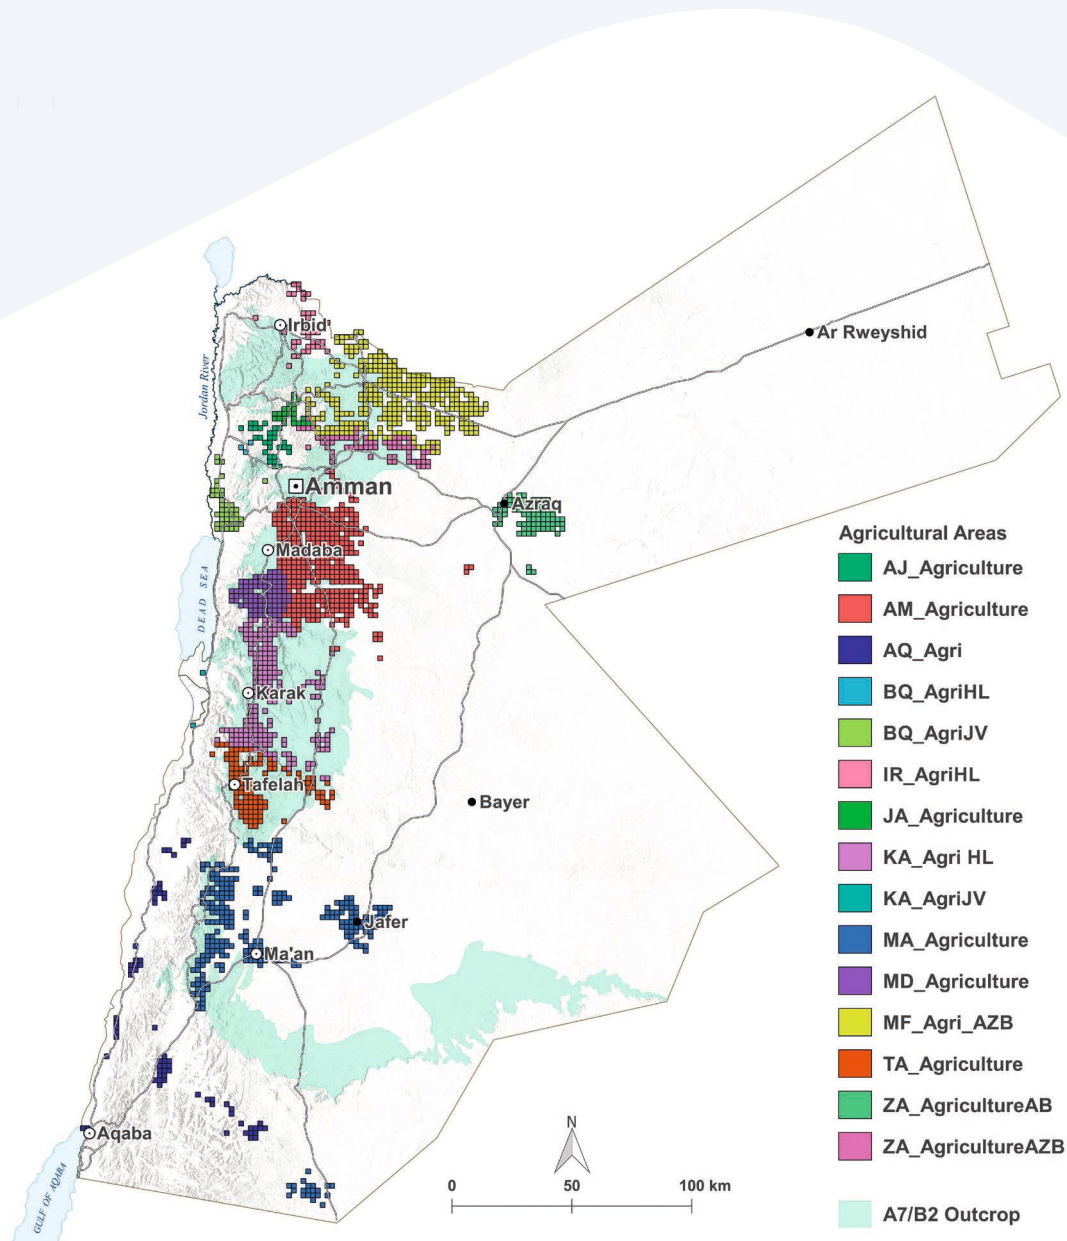 Irbid
Ar Rweyshid
Jordan River
Amman
Azraq
Madaba
DEAD SEA
Karak
Tafelah
Bayer
Jafer
Ma'an
Aqaba
GULF OF AQABA
N
0 50 100 km
Agricultural Areas
AJ_Agriculture
AM_Agriculture
AQ_Agri
BQ_AgriHL
BQ_AgriJV
IR_AgriHL
JA_Agriculture
KA_Agri HL
KA_AgriJV
MA_Agriculture
MD_Agriculture
MF_Agri_AZB
TA_Agriculture
ZA_AgricultureAB
ZA_AgricultureAZB
A7/B2 Outcrop